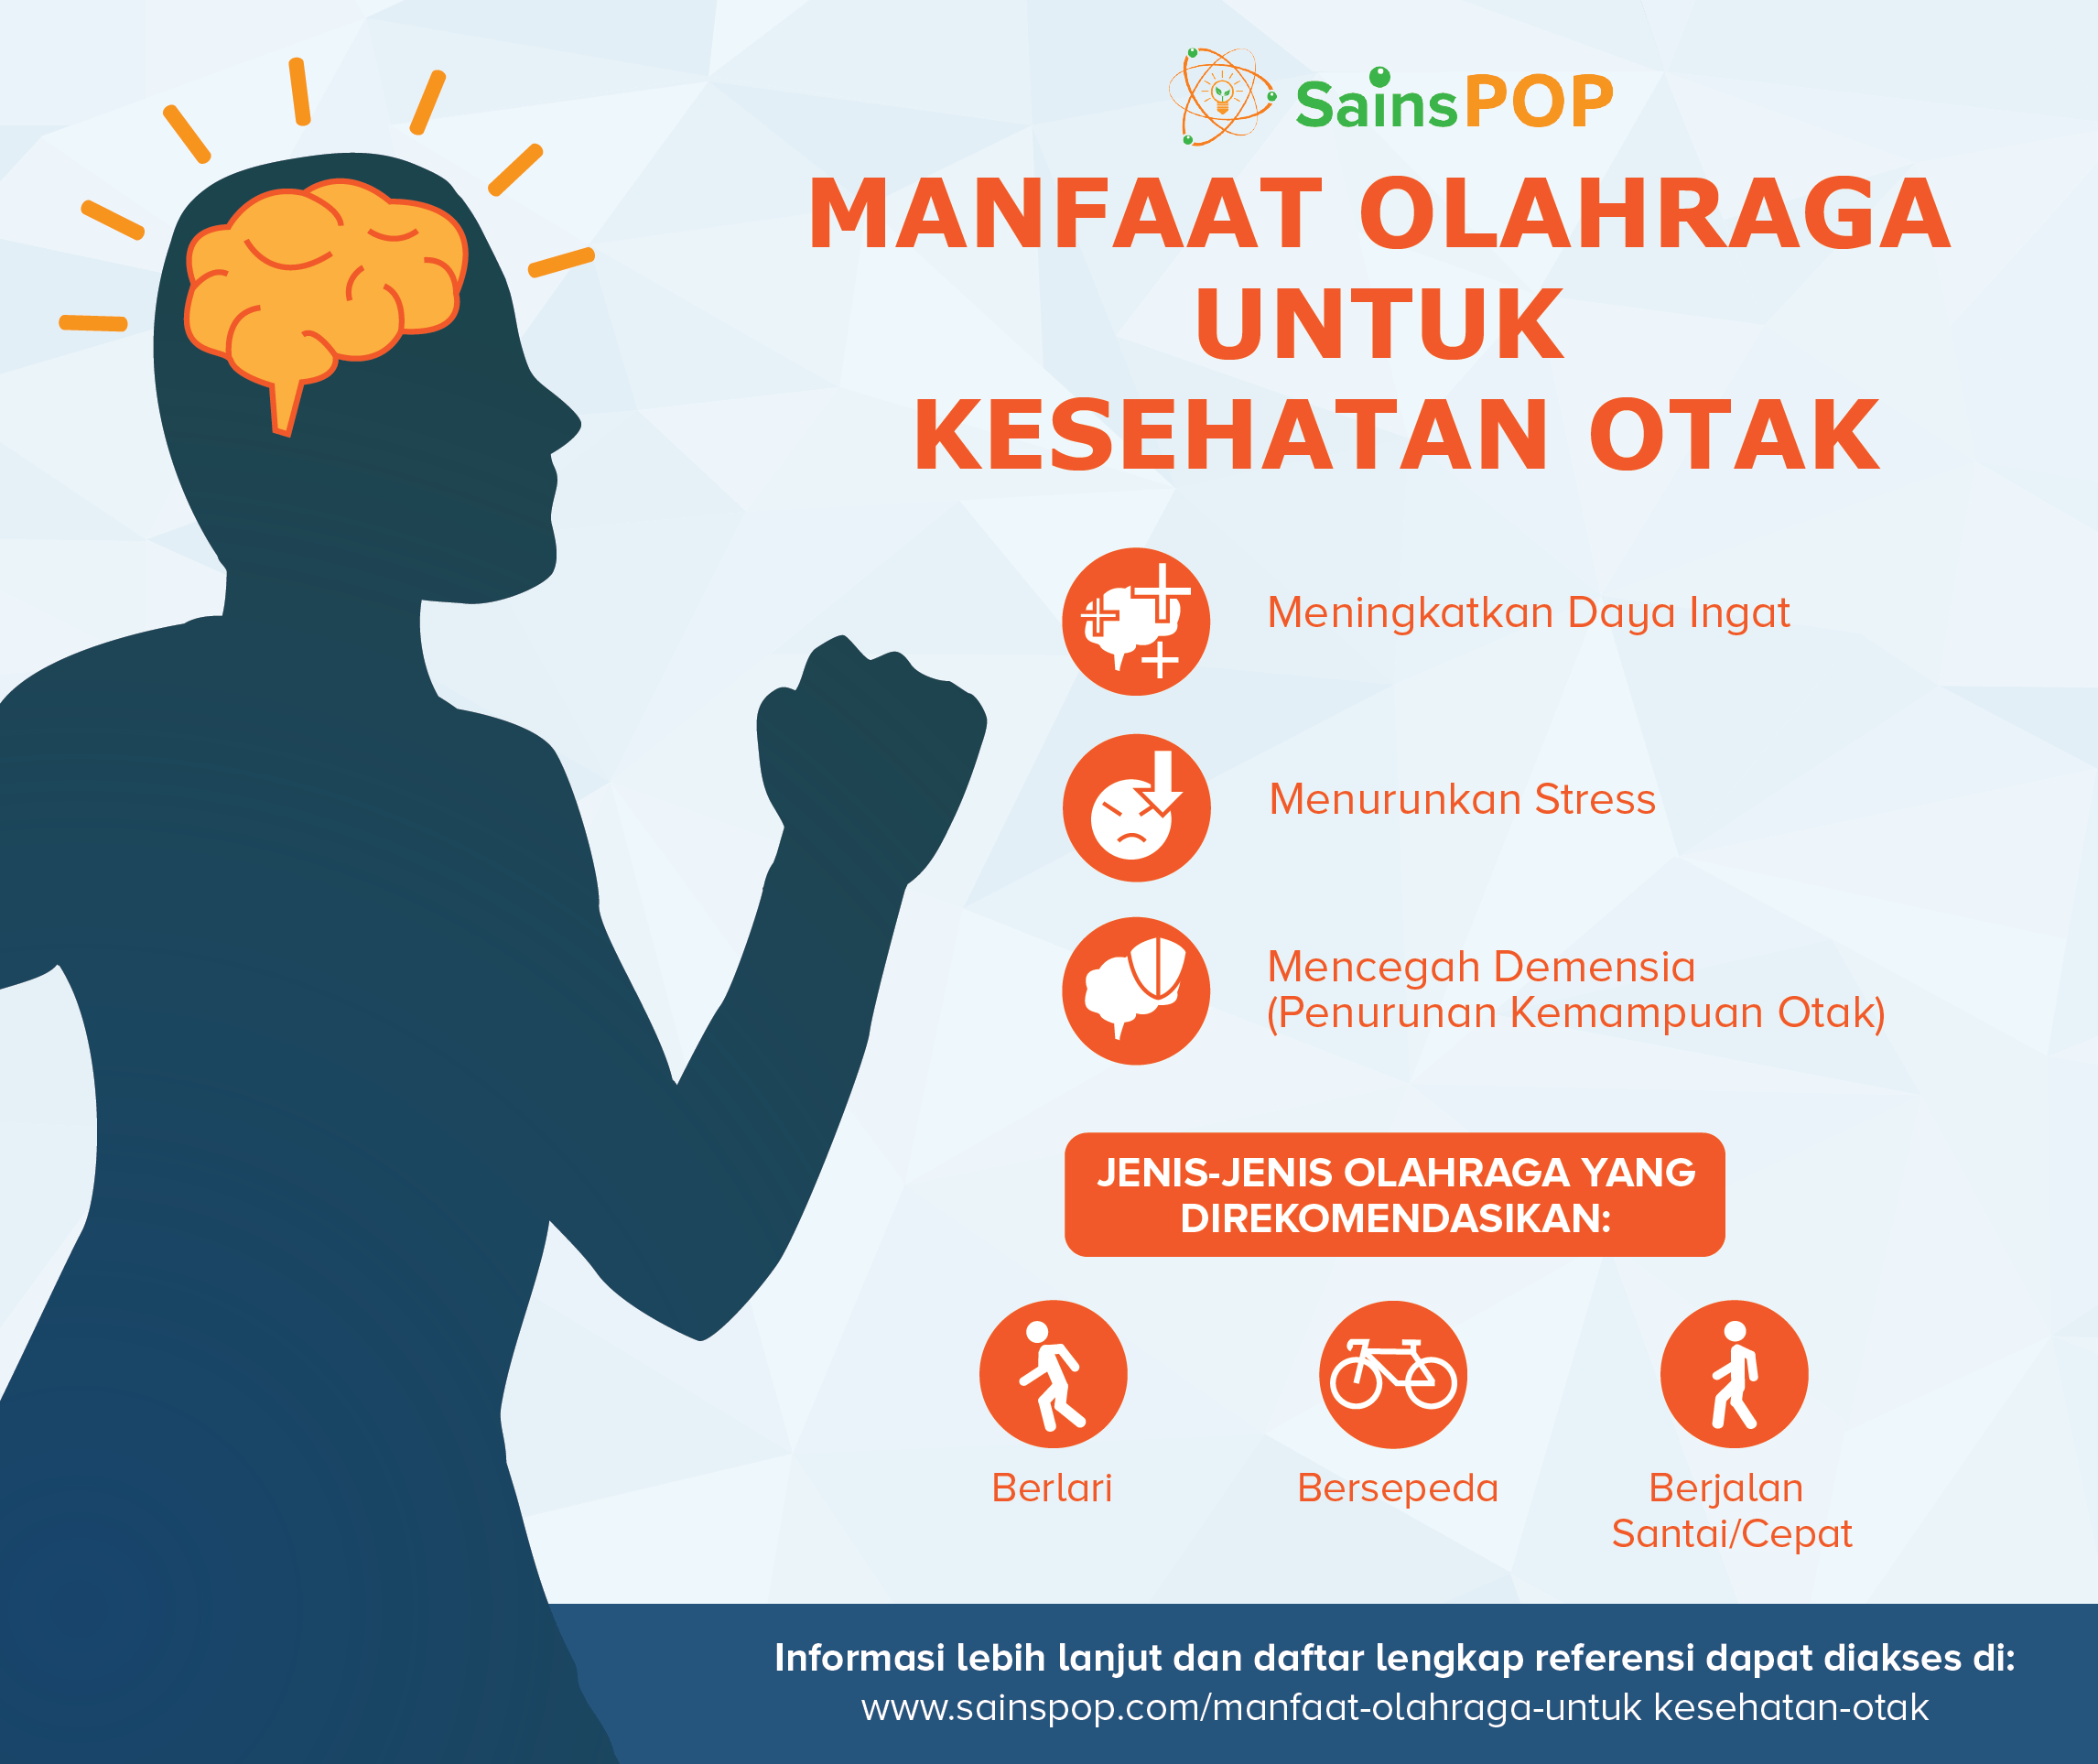 SainsPOP
MANFAAT OLAHRAGA
UNTUK
KESEHATAN OTAK
Meningkatkan Daya Ingat
Menurunkan Stress
Mencegah Demensia
(Penurunan Kemampuan Otak)
JENIS-JENIS OLAHRAGA YANG
DIREKOMENDASIKAN:
Berlari
Bersepeda
Berjalan
Santai/Cepat
Informasi lebih lanjut dan daftar lengkap referensi dapat diakses di:
www.sainspop.com/manfaat-olahraga-untuk kesehatan-otak